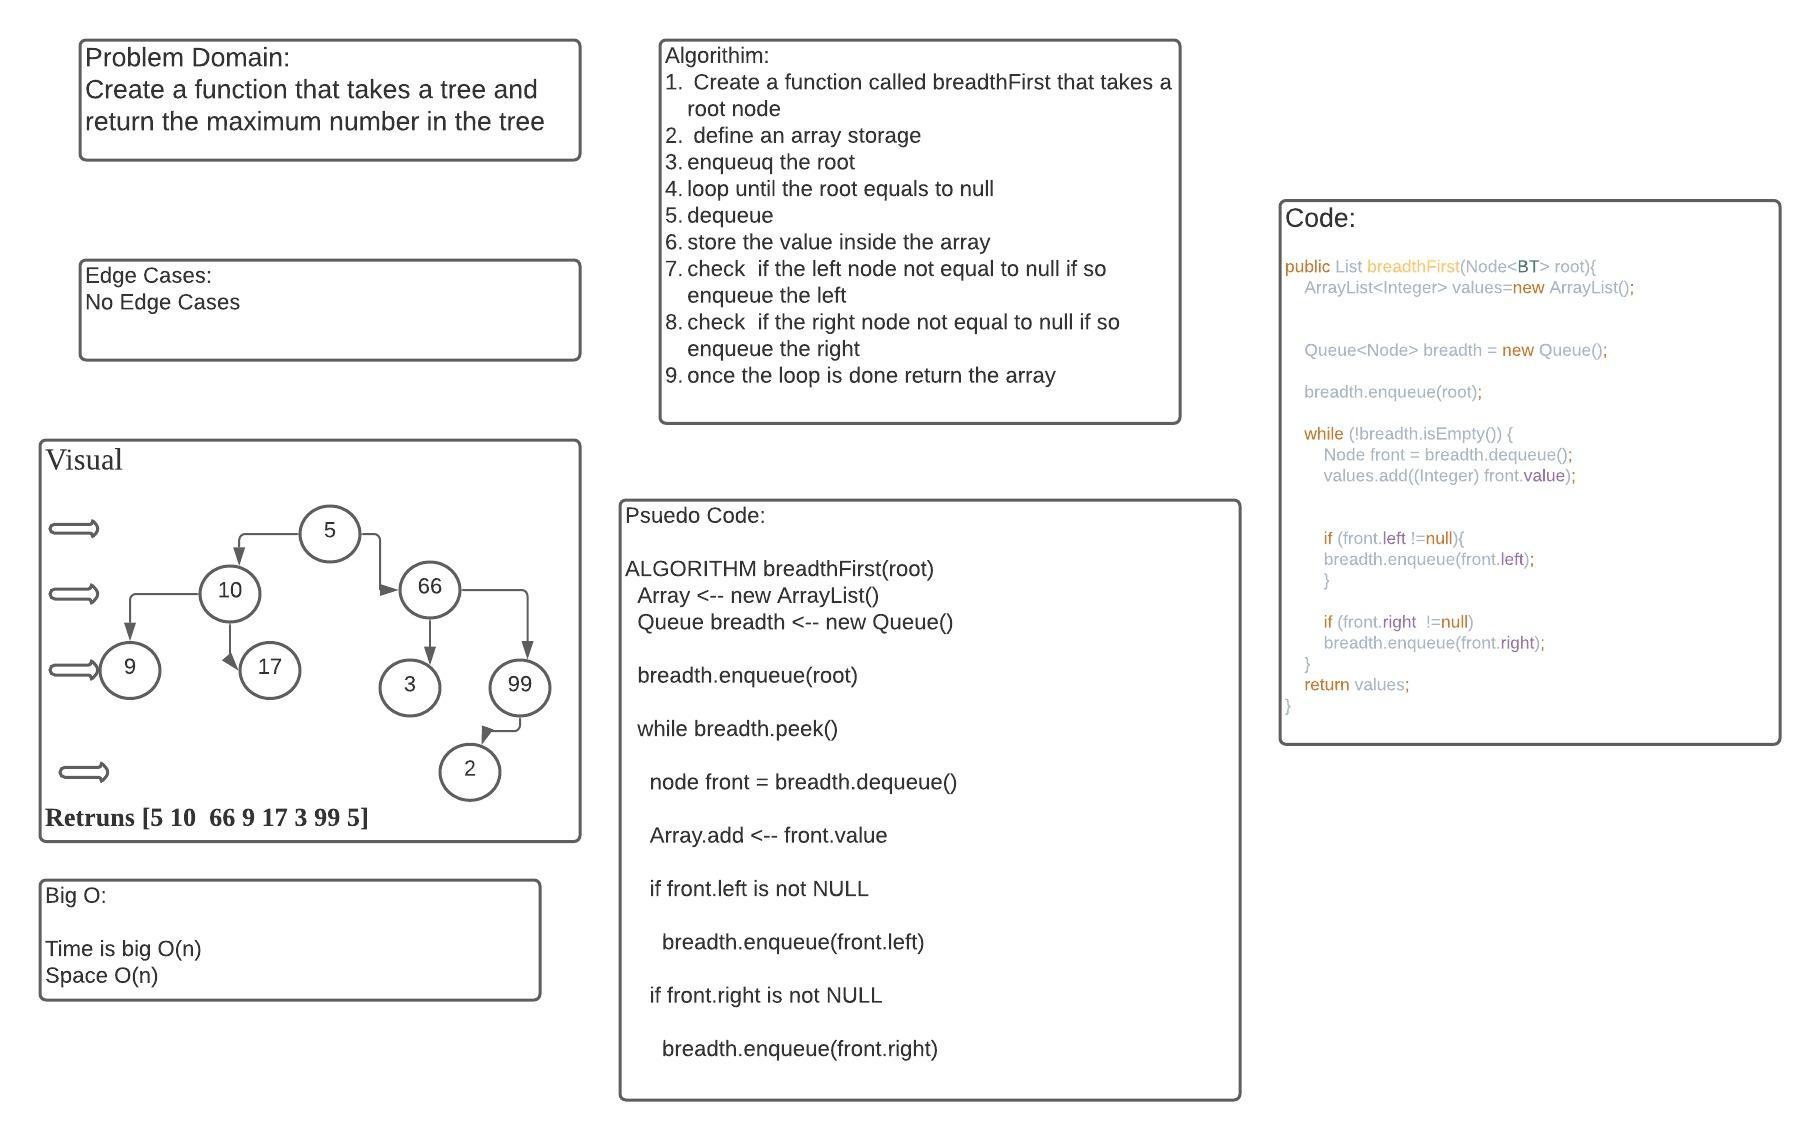 Problem Domain:
Create a function that takes a tree and
return the maximum number in the tree
Edge Cases:
No Edge Cases
Visual
5
10
66
9
17
3
99
2
Retruns [5 10  66 9 17 3 99 5]
Big O:
Time is big O(n)
Space O(n)
Algorithim:
1.  Create a function called breadthFirst that takes a
root node
2.  define an array storage
3. enqueuq the root
4. loop until the root equals to null
5. dequeue
6. store the value inside the array
7. check  if the left node not equal to null if so
enqueue the left
8. check  if the right node not equal to null if so
enqueue the right
9. once the loop is done return the array
Psuedo Code:
ALGORITHM breadthFirst(root)
Array <-- new ArrayList()
Queue breadth <-- new Queue()
breadth.enqueue(root)
while breadth.peek()
node front = breadth.dequeue()
Array.add <-- front.value
if front.left is not NULL
breadth.enqueue(front.left)
if front.right is not NULL
breadth.enqueue(front.right)
Code:
public List breadthFirst(Node<BT> root){
ArrayList<Integer> values=new ArrayList();
Queue<Node> breadth = new Queue();
breadth.enqueue(root);
while (!breadth.isEmpty()) {
Node front = breadth.dequeue();
values.add((Integer) front.value);
if (front.left !=null){
breadth.enqueue(front.left);
}
if (front.right  !=null)
breadth.enqueue(front.right);
}
return values;
}